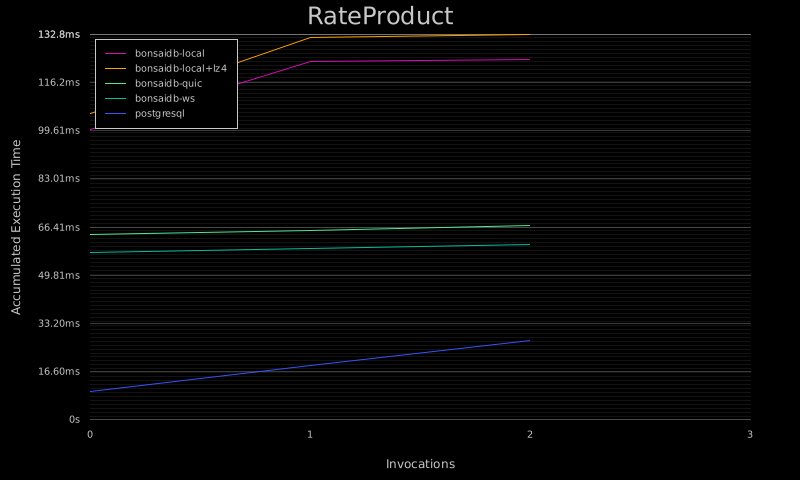 RateProduct
132.8ms
116.2ms
99.61ms
83.01ms
66.41ms
49.81ms
33.20ms
16.60ms
0s
Accumulated Execution Time
bonsaidb-local
bonsaidb-local+lz4
bonsaidb-quic
bonsaidb-ws
postgresql
0 1 2 3
Invocations